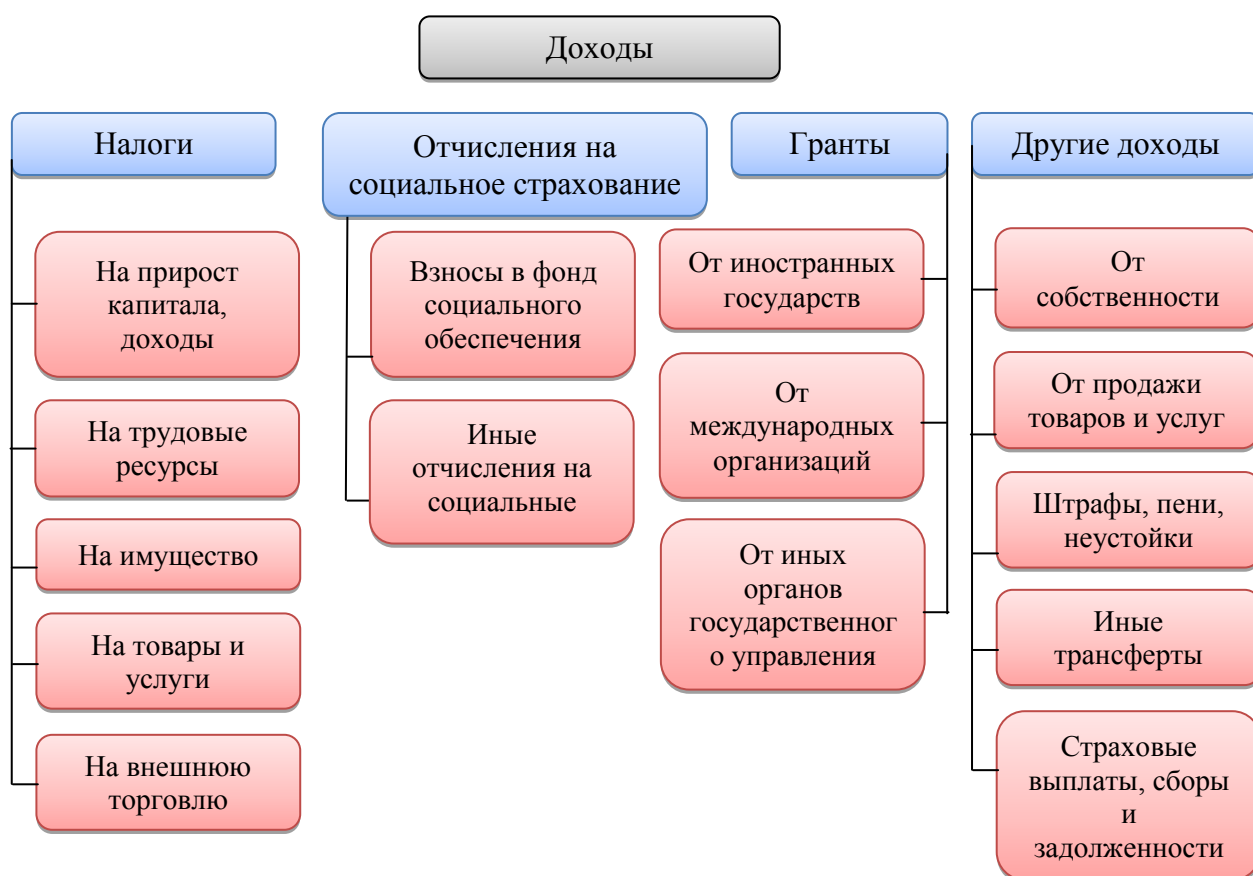 Доходы
Налоги
На прирост
капитала,
доходы
На трудовые
ресурсы
На имущество
На товары и
услуги
На внешнюю
торговлю
Отчисления на
социальное страхование
Взносы в фонд
социального
обеспечения
Иные
отчисления на
социальные
Гранты
От иностранных
государств
От
международных
организаций
От иных
органов
государственног
о управления
Другие доходы
От
собственности
От продажи
товаров и услуг
Штрафы, пени,
неустойки
Иные
трансферты
Страховые
выплаты, сборы
и
задолженности